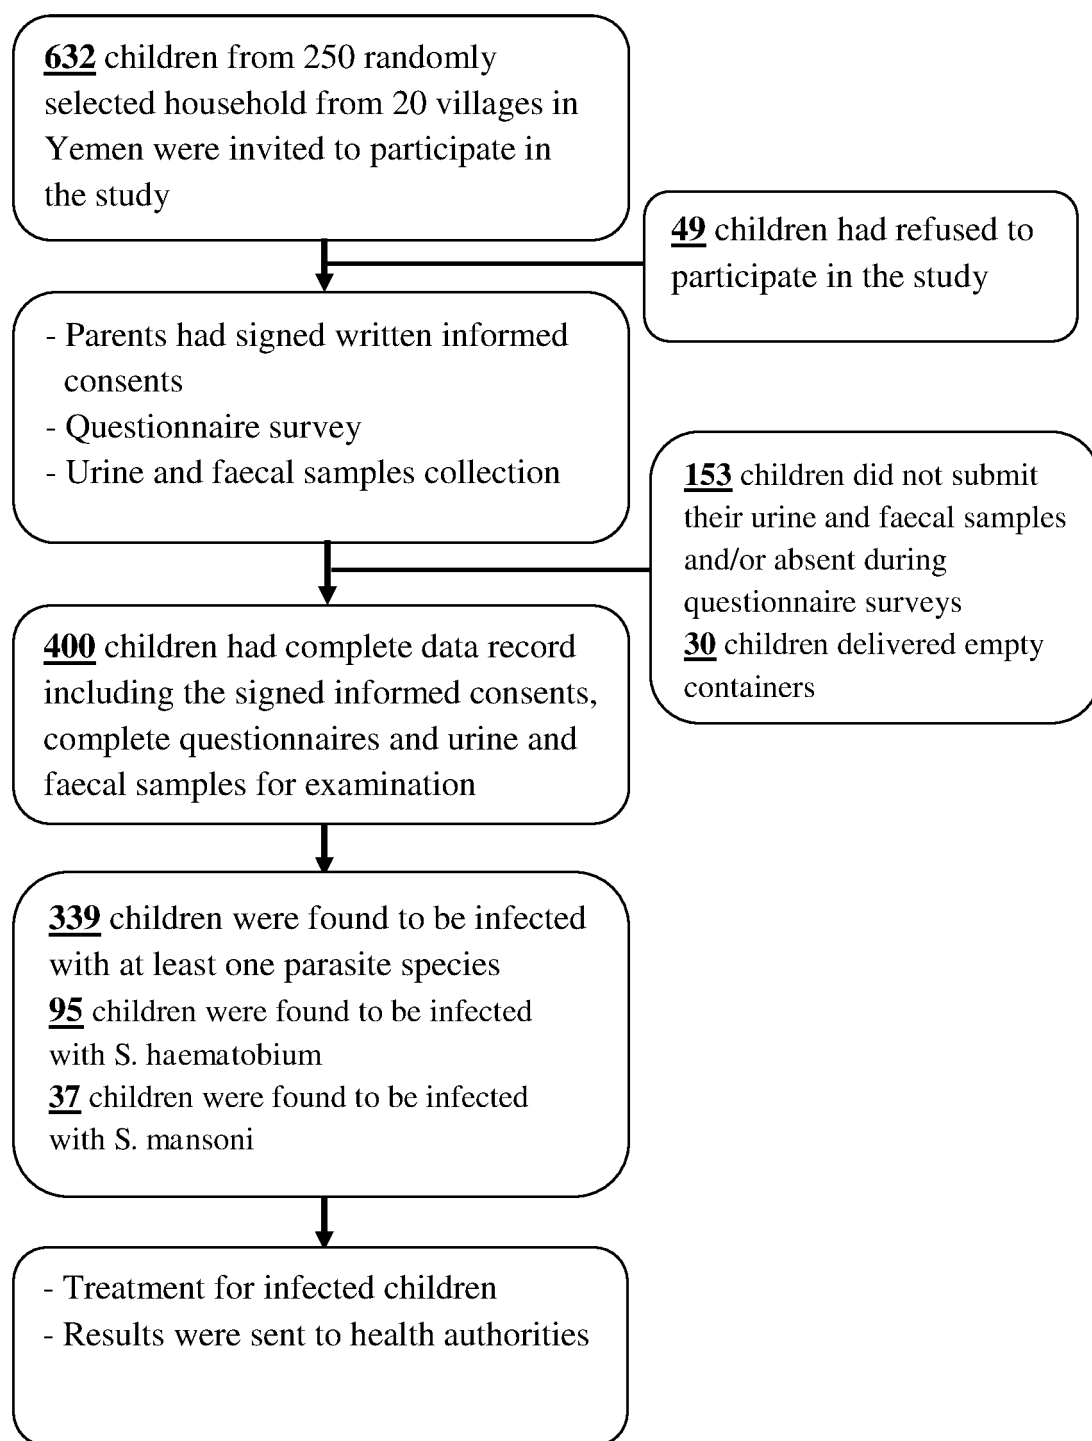 632 children from 250 randomly
selected household from 20 villages in
Yemen were invited to participate in
the study
49 children had refused to
participate in the study
- Parents had signed written informed
consents
- Questionnaire survey
- Urine and faecal samples collection
153 children did not submit
their urine and faecal samples
and/or absent during
questionnaire surveys
30 children delivered empty
containers
400 children had complete data record
including the signed informed consents,
complete questionnaires and urine and
faecal samples for examination
339 children were found to be infected
with at least one parasite species
95 children were found to be infected
with S. haematobium
37 children were found to be infected
with S. mansoni
- Treatment for infected children
- Results were sent to health authorities